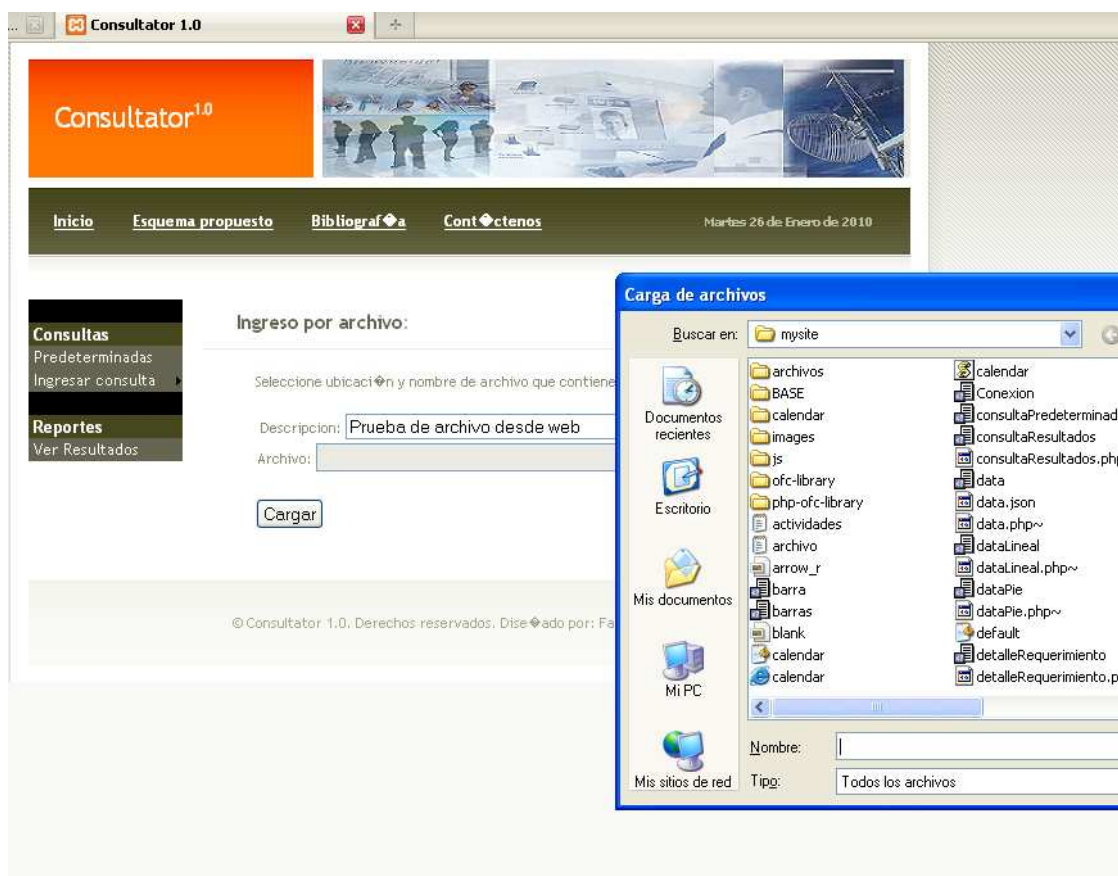 ... Consultator 1.0
Consultator1.0
Inicio Esquema propuesto Bibliograf�a Cont�ctenos Martes 26 de Enero de 2010
Consultas
Predeterminadas
Ingresar consulta
Reportes
Ver Resultados
Ingreso por archivo:
Seleccione ubicaci�n y nombre de archivo que contiene
Descripcion: Prueba de archivo desde web
Archivo:
Cargar
© Consultator 1.0. Derechos reservados. Dise�ado por: Fa
Carga de archivos
Buscar en: mysite
Documentos
recientes
Escritorio
Mis documentos
Mi PC
Mis sitios de red
archivos
BASE
calendar
images
js
ofc-library
php-ofc-library
actividades
archivo
arrow_r
barra
barras
blank
calendar
calendar
calendar
Conexion
consultaPredeterminad
consultaResultados
consultaResultados.php
data
data.json
data.php~
dataLineal
dataLineal.php~
dataPie
dataPie.php~
default
detalleRequerimiento
detalleRequerimiento.p
Nombre:
Tipo: Todos los archivos